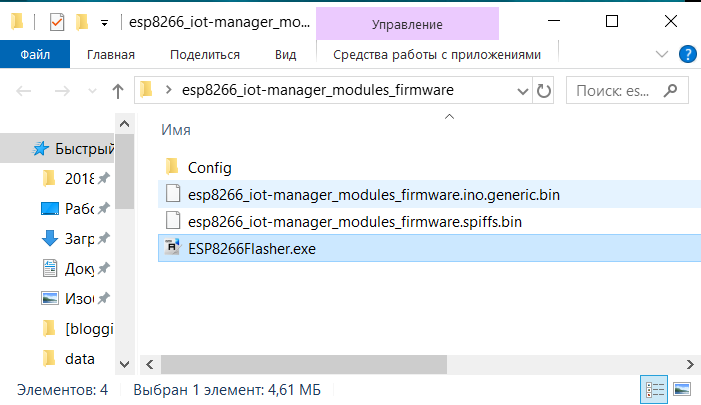 esp8266_iot-manager_mo...
Управление
Файл
Главная
Поделиться
Вид
Средства работы с приложениями
esp8266_iot-manager_modules_firmware
Поиск: es...
Имя
Быстрый
2018
Рабо
Загр
Доку
Изоб
[bloggi
data
Config
esp8266_iot-manager_modules_firmware.ino.generic.bin
esp8266_iot-manager_modules_firmware.spiffs.bin
ESP8266Flasher.exe
Элементов: 4
Выбран 1 элемент: 4,61 МБ